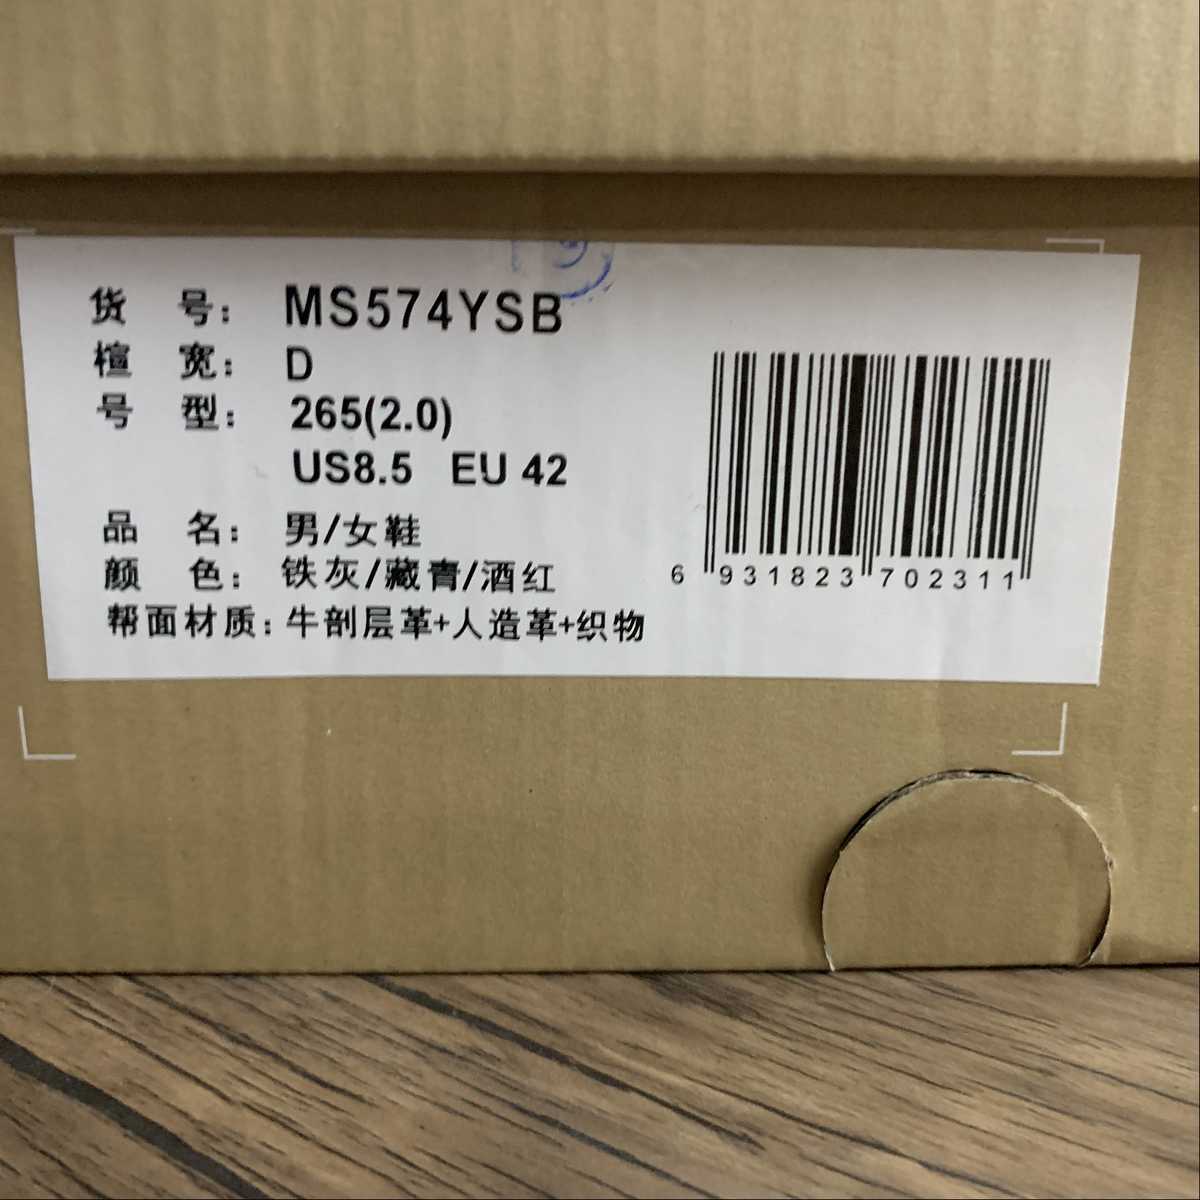 货 号: MS574YSB
楦 宽: D
号 型: 265(2.0)
US8.5 EU 42
品 名: 男/女鞋
颜 色: 铁灰/藏青/酒红
帮面材质: 牛剖层革+人造革+织物
6 931823 702311